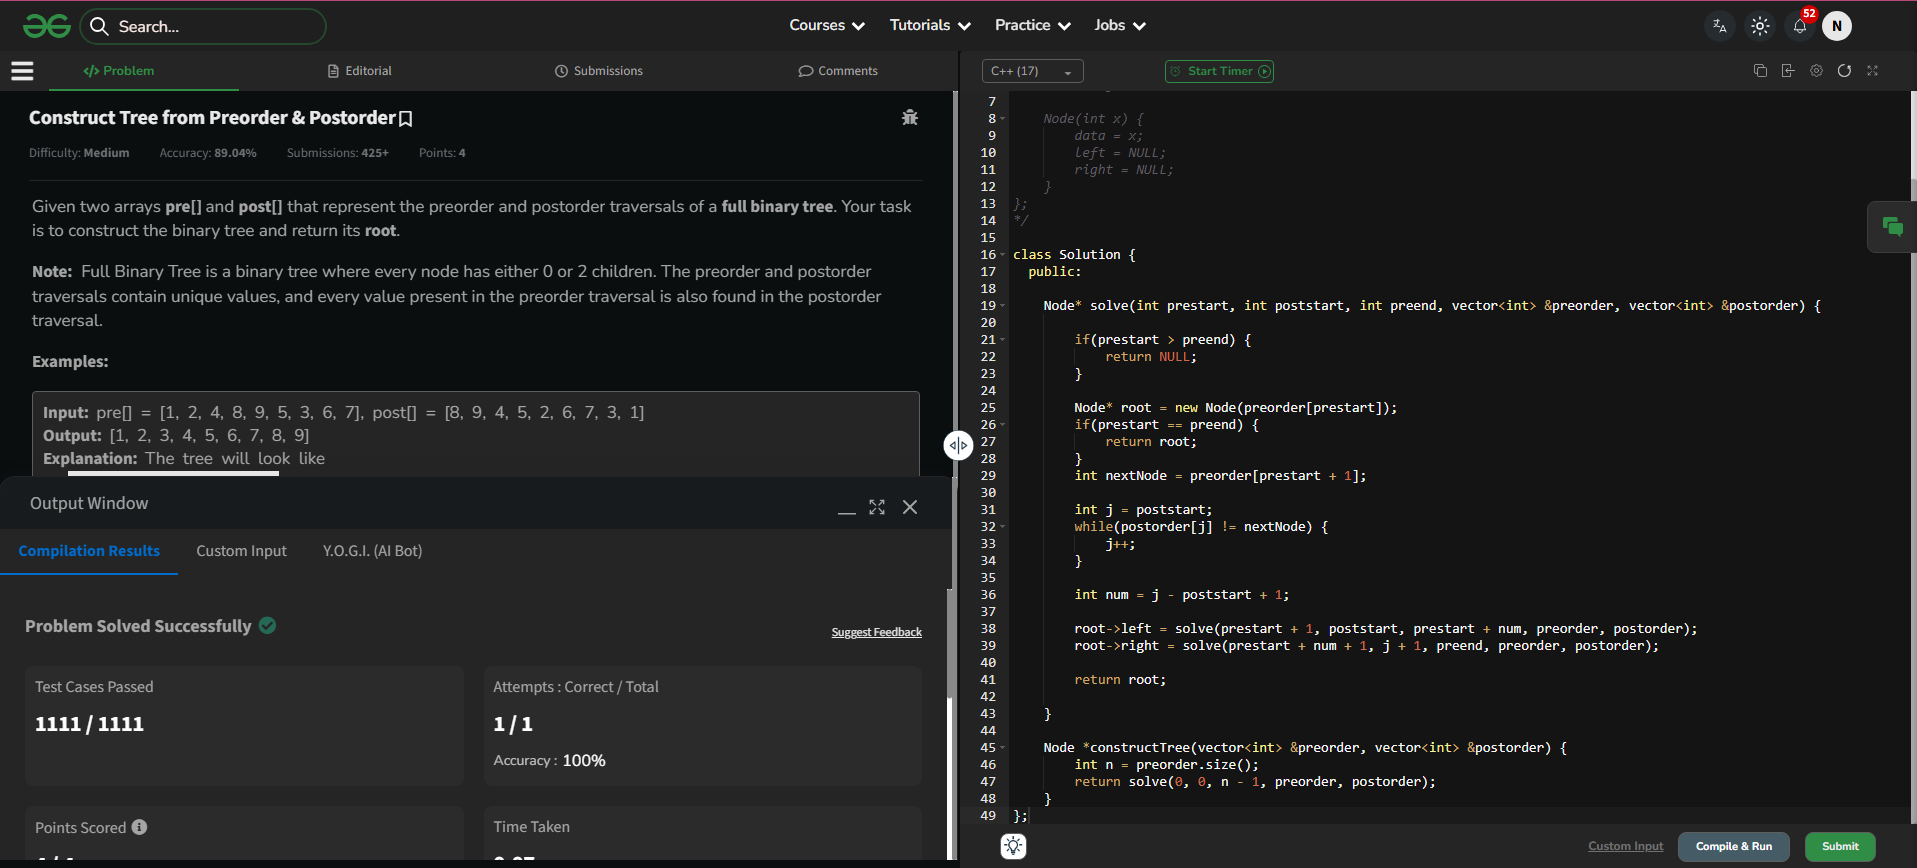 Search...
Courses
Tutorials
Practice
Jobs
52
N
</> Problem
Editorial
Submissions
Comments
C++ (17)
Start Timer
Construct Tree from Preorder & Postorder
Difficulty: Medium
Accuracy: 89.04%
Submissions: 425+
Points: 4
Given two arrays pre[] and post[] that represent the preorder and postorder traversals of a full binary tree. Your task
is to construct the binary tree and return its root.
Note: Full Binary Tree is a binary tree where every node has either 0 or 2 children. The preorder and postorder
traversals contain unique values, and every value present in the preorder traversal is also found in the postorder
traversal.
Examples:
Input: pre[] = [1, 2, 4, 8, 9, 5, 3, 6, 7], post[] = [8, 9, 4, 5, 2, 6, 7, 3, 1]
Output: [1, 2, 3, 4, 5, 6, 7, 8, 9]
Explanation: The tree will look like
Output Window
Compilation Results
Custom Input
Y.O.G.I. (AI Bot)
Problem Solved Successfully
Suggest Feedback
Test Cases Passed
1111 / 1111
Attempts : Correct / Total
1 / 1
Accuracy : 100%
Points Scored
Time Taken
7
8 Node(int x) {
9 data = x;
10 left = NULL;
11 right = NULL;
12 }
13 };
14 */
15
16 class Solution {
17 public:
18
19 Node* solve(int prestart, int poststart, int preend, vector<int> &preorder, vector<int> &postorder) {
20
21 if(prestart > preend) {
22 return NULL;
23 }
24
25 Node* root = new Node(preorder[prestart]);
26 if(prestart == preend) {
27 return root;
28 }
29 int nextNode = preorder[prestart + 1];
30
31 int j = poststart;
32 while(postorder[j] != nextNode) {
33 j++;
34 }
35
36 int num = j - poststart + 1;
37
38 root->left = solve(prestart + 1, poststart, prestart + num, preorder, postorder);
39 root->right = solve(prestart + num + 1, j + 1, preend, preorder, postorder);
40
41 return root;
42
43 }
44
45 Node *constructTree(vector<int> &preorder, vector<int> &postorder) {
46 int n = preorder.size();
47 return solve(0, 0, n - 1, preorder, postorder);
48 }
49 };
Custom Input
Compile & Run
Submit